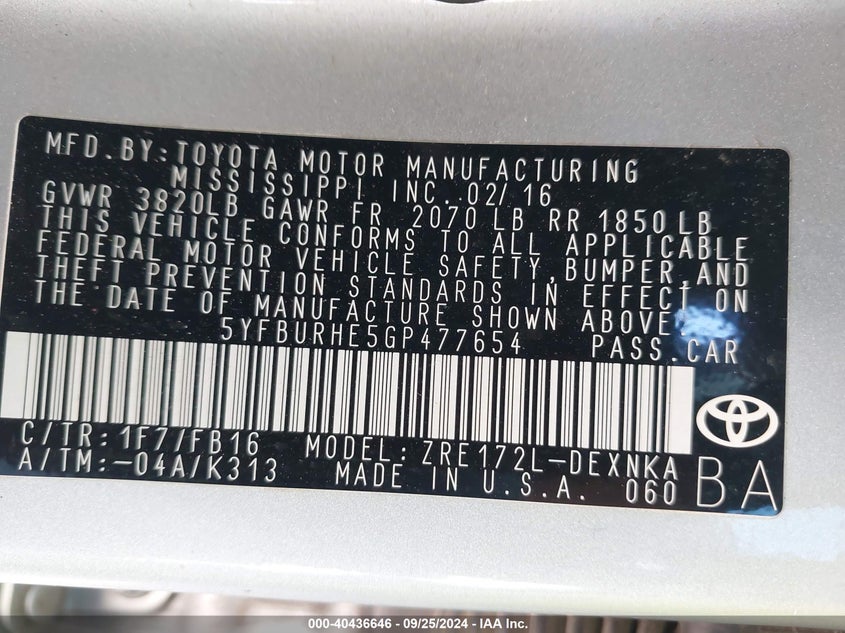 MFD.BY:TOYOTA MOTOR MANUFACTURING
MISSISSIPPI INC. 02/16
GVWR 3820LB GAWR FR 2070 LB RR 1850LB
THIS VEHICLE CONFORMS TO ALL APPLICABLE
FEDERAL MOTOR VEHICLE SAFETY,BUMPER,AND
THEFT PREVENTION STANDARDS IN EFFECT ON
THE DATE OF MANUFACTURE SHOWN ABOVE.
5YFBURHE5GP477654 PASS.CAR
C/TR:1F7/FB16 MODEL:ZRE172L-DEXNKA
A/TM:-04A/K313 MADE IN U.S.A. 060
BA
000-40436646 - 09/25/2024 - IAA Inc.